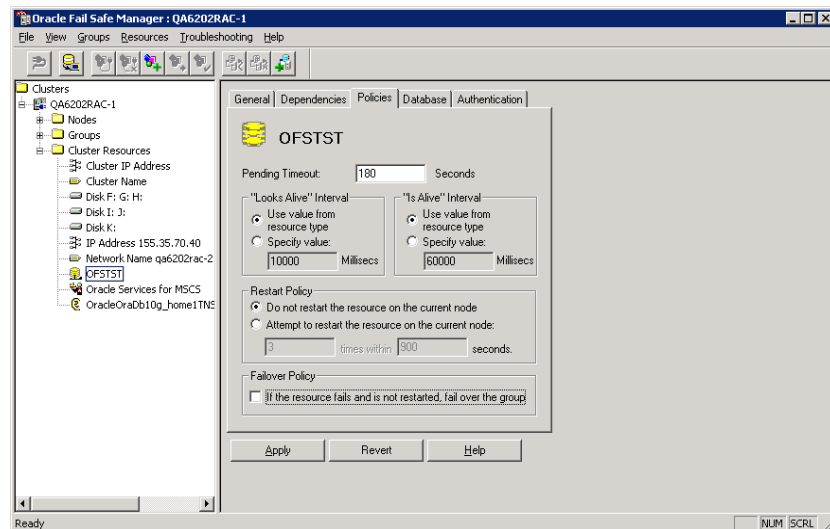 Oracle Fail Safe Manager : QA6202RAC-1
File View Groups Resources Troubleshooting Help
Clusters
QA6202RAC-1
Nodes
Groups
Cluster Resources
Cluster IP Address
Cluster Name
Disk F: G: H:
Disk I: J:
Disk K:
IP Address 155.35.70.40
Network Name qa6202rac-2
OFSTST
Oracle Services for MSCS
OracleOraDb10g_home1TNS
General Dependencies Policies Database Authentication
OFSTST
Pending Timeout: 180 Seconds
"Looks Alive" Interval
Use value from
resource type
Specify value:
10000 Millisecs
"Is Alive" Interval
Use value from
resource type
Specify value:
60000 Millisecs
Restart Policy
Do not restart the resource on the current node
Attempt to restart the resource on the current node:
3 times within 900 seconds.
Failover Policy
If the resource fails and is not restarted, fail over the group
Apply Revert Help
Ready NUM SCRL